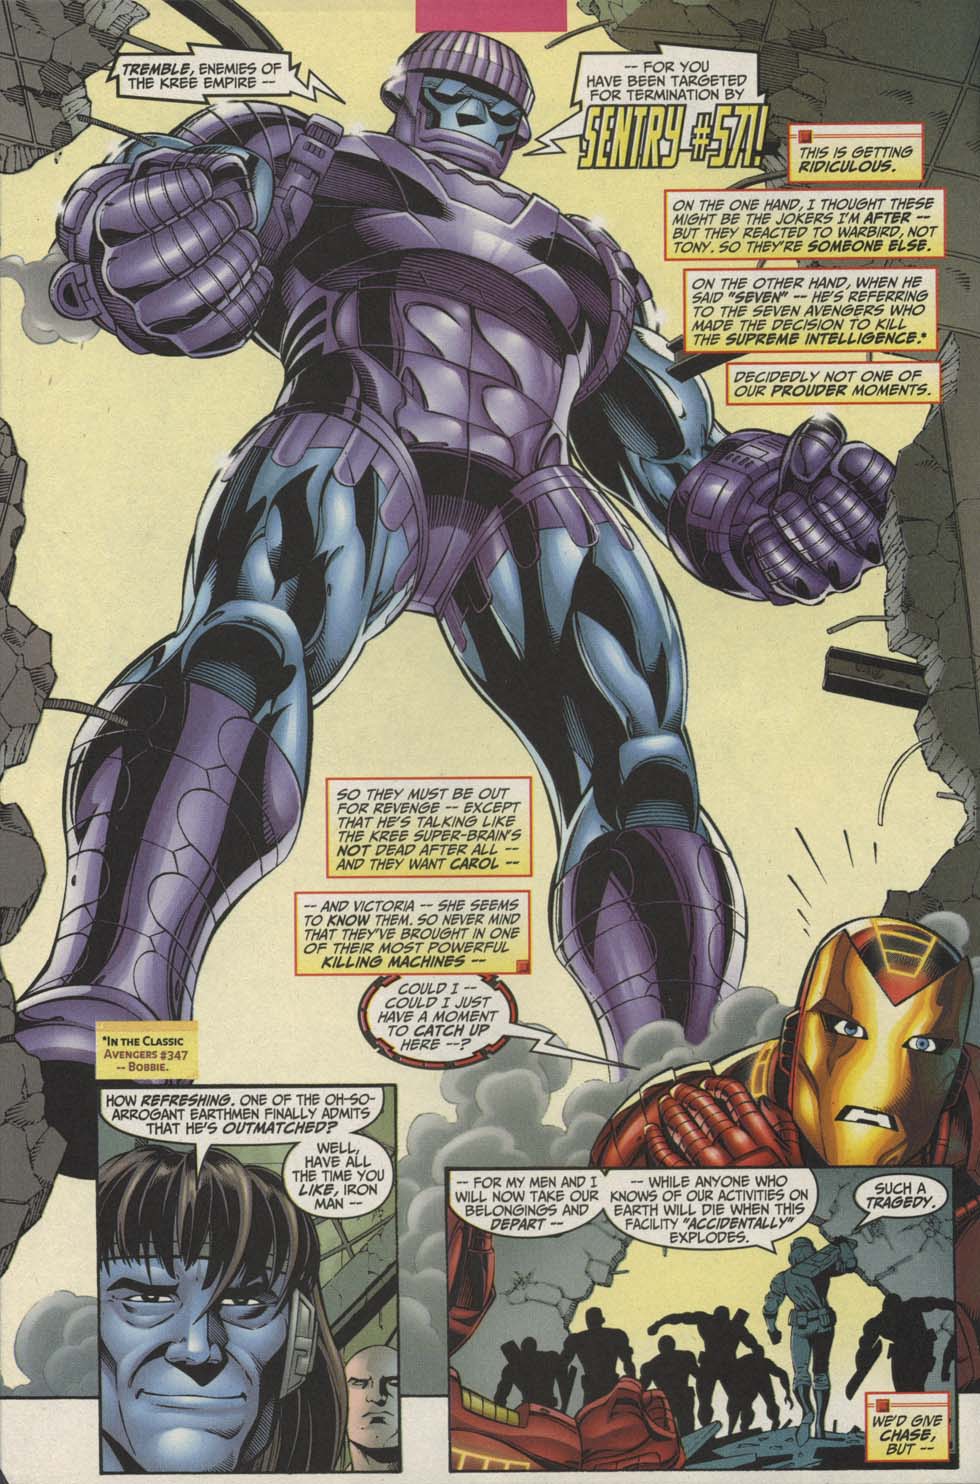 TREMBLE, ENEMIES OF
THE KREE EMPIRE --
-- FOR YOU
HAVE BEEN TARGETED
FOR TERMINATION BY
SENTRY #571!
THIS IS GETTING
RIDICULOUS.
ON THE ONE HAND, I THOUGHT THESE
MIGHT BE THE JOKERS I'M AFTER --
BUT THEY REACTED TO WARBIRD, NOT
TONY. SO THEY'RE SOMEONE ELSE.
ON THE OTHER HAND, WHEN HE
SAID "SEVEN" -- HE'S REFERRING
TO THE SEVEN AVENGERS WHO
MADE THE DECISION TO KILL
THE SUPREME INTELLIGENCE.*
DECIDEDLY NOT ONE OF
OUR PROUDER MOMENTS.
SO THEY MUST BE OUT
FOR REVENGE -- EXCEPT
THAT HE'S TALKING LIKE
THE KREE SUPER-BRAIN'S
NOT DEAD AFTER ALL --
AND THEY WANT CAROL --
-- AND VICTORIA -- SHE SEEMS
TO KNOW THEM. SO NEVER MIND
THAT THEY'VE BROUGHT IN ONE
OF THEIR MOST POWERFUL
KILLING MACHINES --
COULD I --
COULD I JUST
HAVE A MOMENT
TO CATCH UP
HERE --?
*IN THE CLASSIC
AVENGERS #347
-- BOBBIE.
HOW REFRESHING. ONE OF THE OH-SO-
ARROGANT EARTHMEN FINALLY ADMITS
THAT HE'S OUTMATCHED?
WELL,
HAVE ALL
THE TIME YOU
LIKE, IRON
MAN --
-- FOR MY MEN AND I
WILL NOW TAKE OUR
BELONGINGS AND
DEPART --
-- WHILE ANYONE WHO
KNOWS OF OUR ACTIVITIES ON
EARTH WILL DIE WHEN THIS
FACILITY "ACCIDENTALLY"
EXPLODES.
SUCH A
TRAGEDY.
WE'D GIVE
CHASE,
BUT --